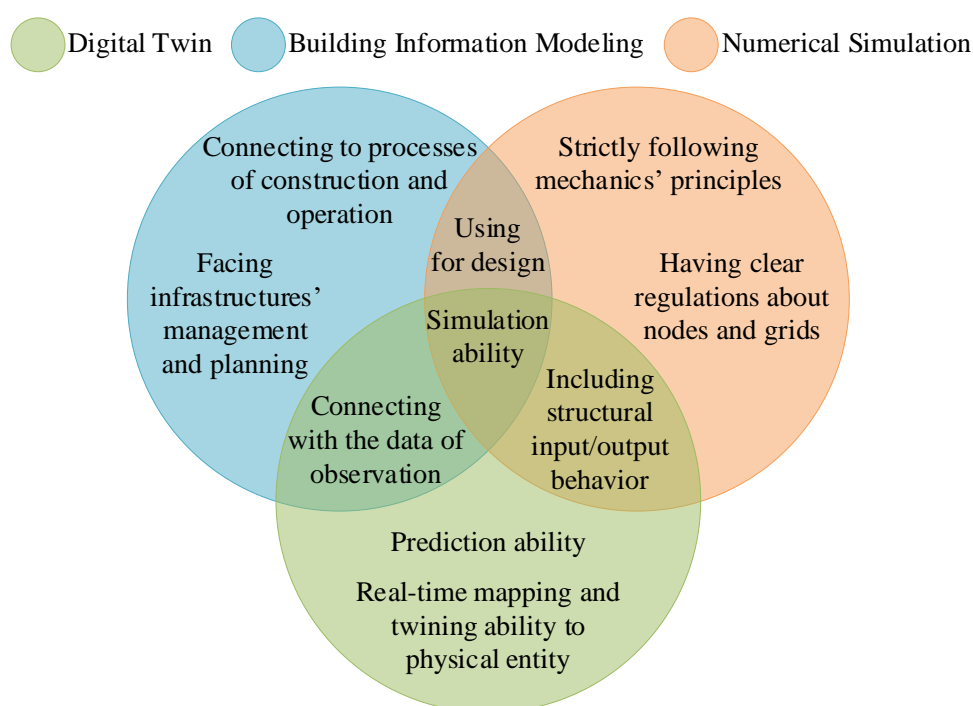 Digital Twin
Building Information Modeling
Numerical Simulation
Connecting to processes
of construction and
operation
Strictly following
mechanics’ principles
Using
for design
Facing
infrastructures’
management
and planning
Having clear
regulations about
nodes and grids
Simulation
ability
Connecting
with the data of
observation
Including
structural
input/output
behavior
Prediction ability
Real-time mapping and
twining ability to
physical entity